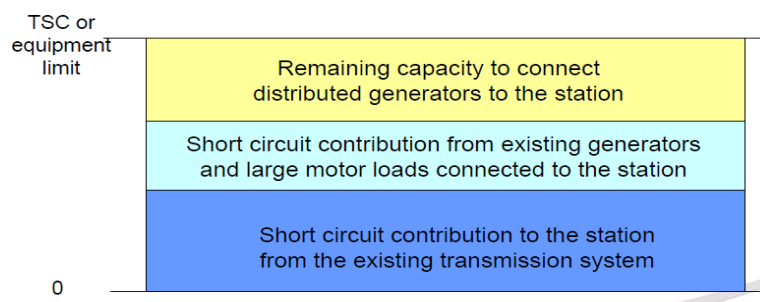 TSC or
equipment
limit
Remaining capacity to connect
distributed generators to the station
Short circuit contribution from existing generators
and large motor loads connected to the station
Short circuit contribution to the station
from the existing transmission system
0